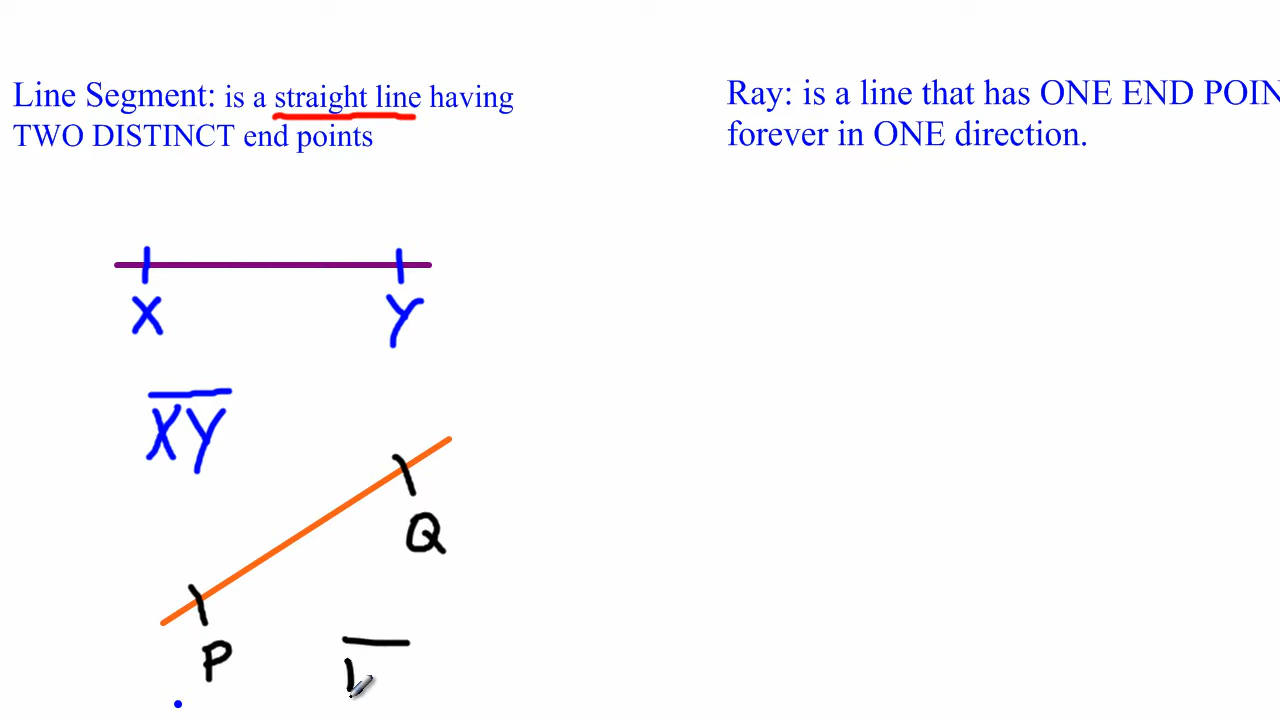 Line Segment: is a straight line having
TWO DISTINCT end points
Ray: is a line that has ONE END POIN
forever in ONE direction.
X Y
XY
Q
P